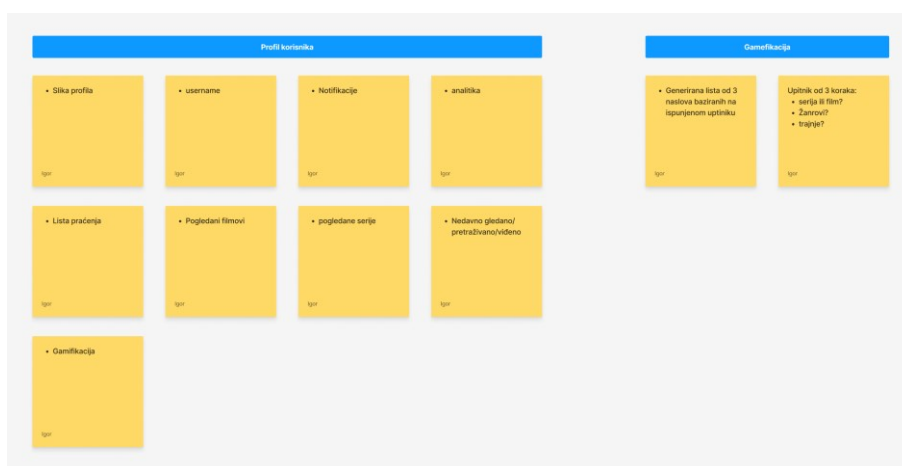 Profil korisnika
Gamefikacija
• Slika profila
Igor
• username
Igor
• Notifikacije
Igor
• analitika
Igor
• Generirana lista od 3
naslova baziranih na
ispunjenom uptiniku
Igor
Upitnik od 3 koraka:
• serija ili film?
• Žanrovi?
• trajnje?
Igor
• Lista praćenja
Igor
• Pogledani filmovi
Igor
• pogledane serije
Igor
• Nedavno gledano/
pretraživano/viđeno
Igor
• Gamifikacija
Igor